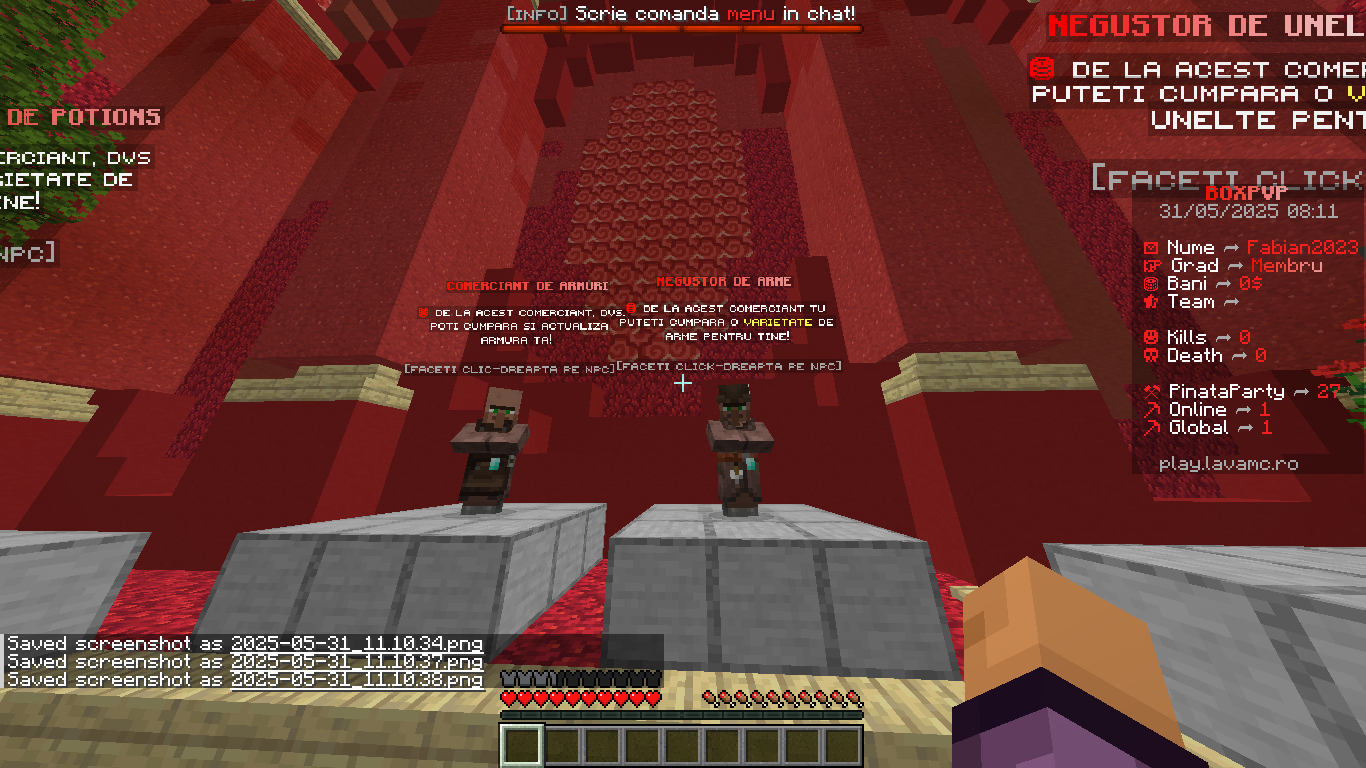 [INFO] Scrie comanda menu in chat!
NEGUSTOR DE UNEL
DE LA ACEST COMER
PUTETI CUMPARA O V
UNELTE PENT
[FACETI CLICK
DE POTIONS
ERCIANT, DVS
IETATE DE
INE!
NPC]
BOXPVP
31/05/2025 08:11
Nume → Fabian2023
Grad → Membru
Bani → 0$
Team →
Kills → 0
Death → 0
PinataParty → 27
Online → 1
Global → 1
play.lavamc.ro
COMERCIANT DE ARMURI
DE LA ACEST COMERCIANT, DVS.
POTI CUMPARA SI ACTUALIZA
ARMURA TA!
[FACETI CLIC-DREAPTA PE NPC]
NEGUSTOR DE ARME
DE LA ACEST COMERCIANT TU
PUTETI CUMPARA O VARIETATE DE
ARME PENTRU TINE!
[FACETI CLICK-DREAPTA PE NPC]
Saved screenshot as 2025-05-31_11.10.34.png
Saved screenshot as 2025-05-31_11.10.37.png
Saved screenshot as 2025-05-31_11.10.38.png